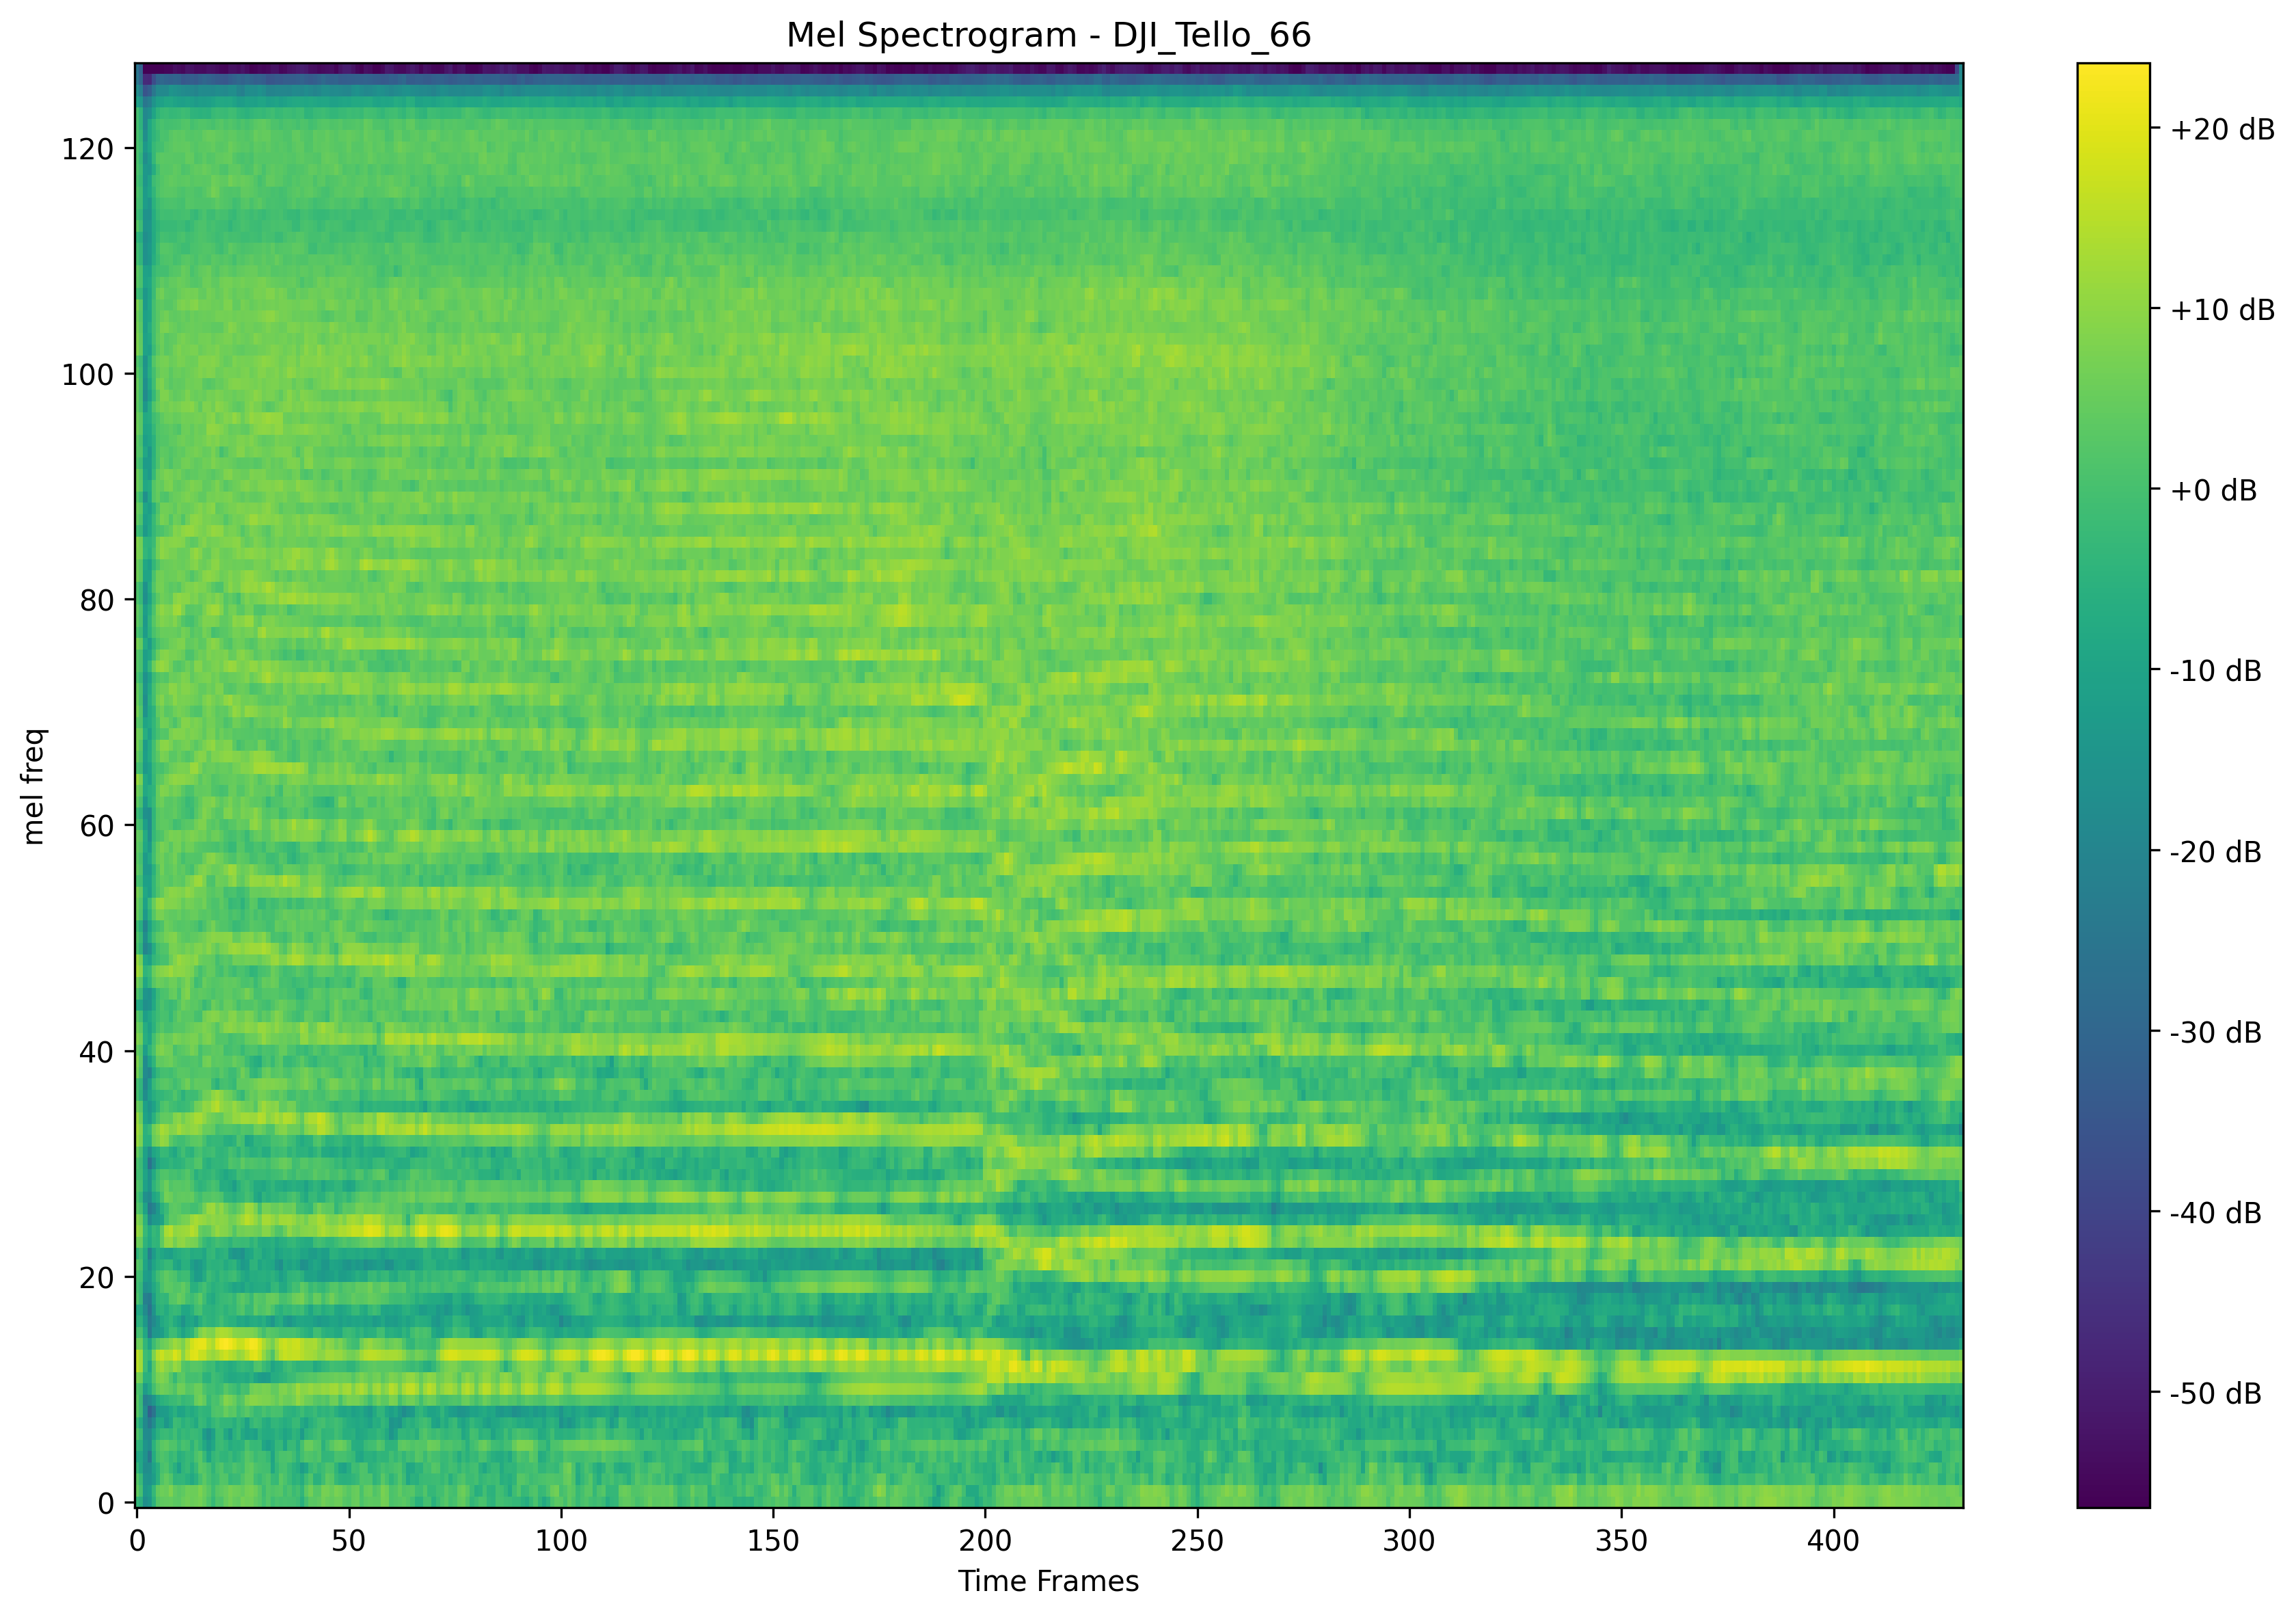 Mel Spectrogram - DJI_Tello_66
mel freq
120
100
80
60
40
20
0
0 50 100 150 200 250 300 350 400
Time Frames
+20 dB
+10 dB
+0 dB
-10 dB
-20 dB
-30 dB
-40 dB
-50 dB